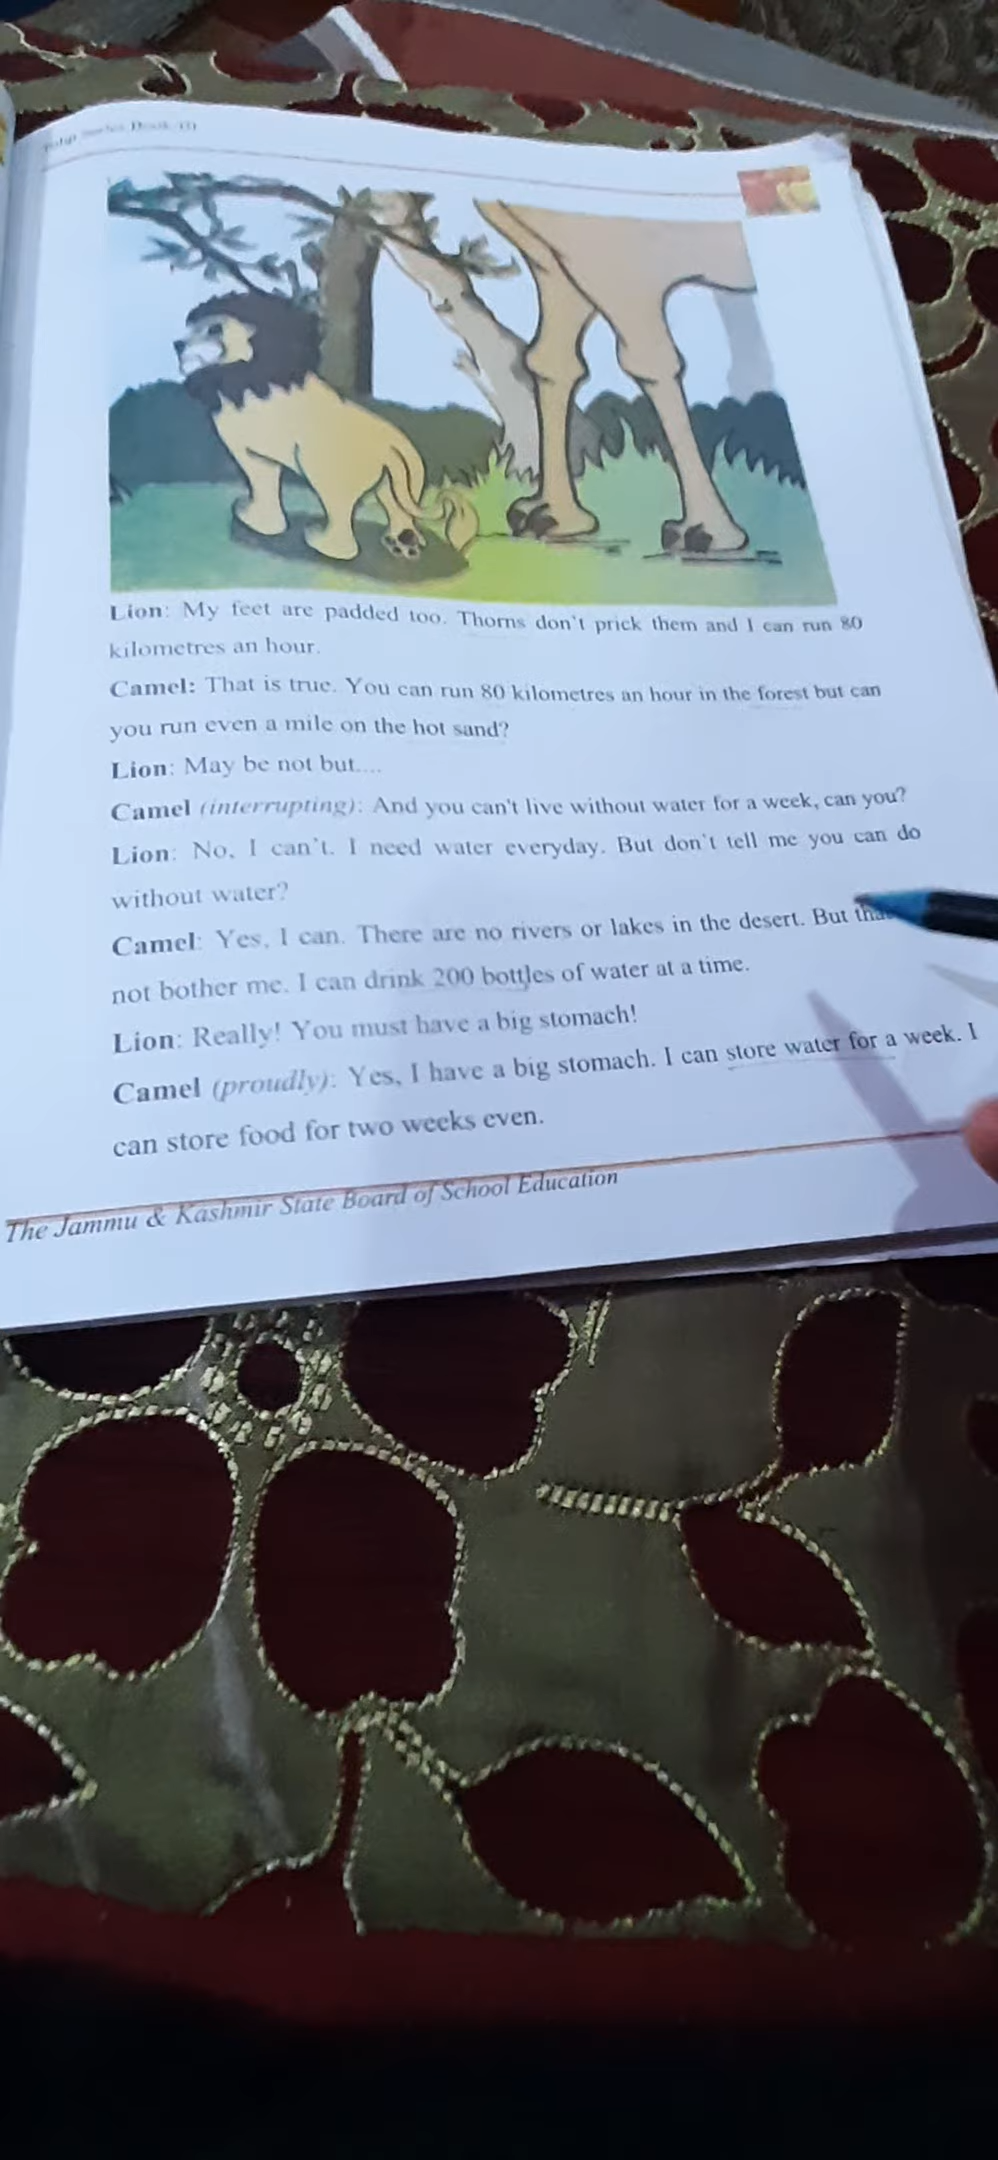 Lion: My feet are padded too. Thorns don't prick them and I can run 80
kilometres an hour.
Camel: That is true. You can run 80 kilometres an hour in the forest but can
you run even a mile on the hot sand?
Lion: May be not but....
Camel (interrupting): And you can't live without water for a week, can you?
Lion: No, I can't. I need water everyday. But don't tell me you can do
without water?
Camel: Yes, I can. There are no rivers or lakes in the desert. But
not bother me. I can drink 200 bottles of water at a time.
Lion: Really! You must have a big stomach!
Camel (proudly): Yes, I have a big stomach. I can store water for a week. I
can store food for two weeks even.
The Jammu & Kashmir State Board of School Education